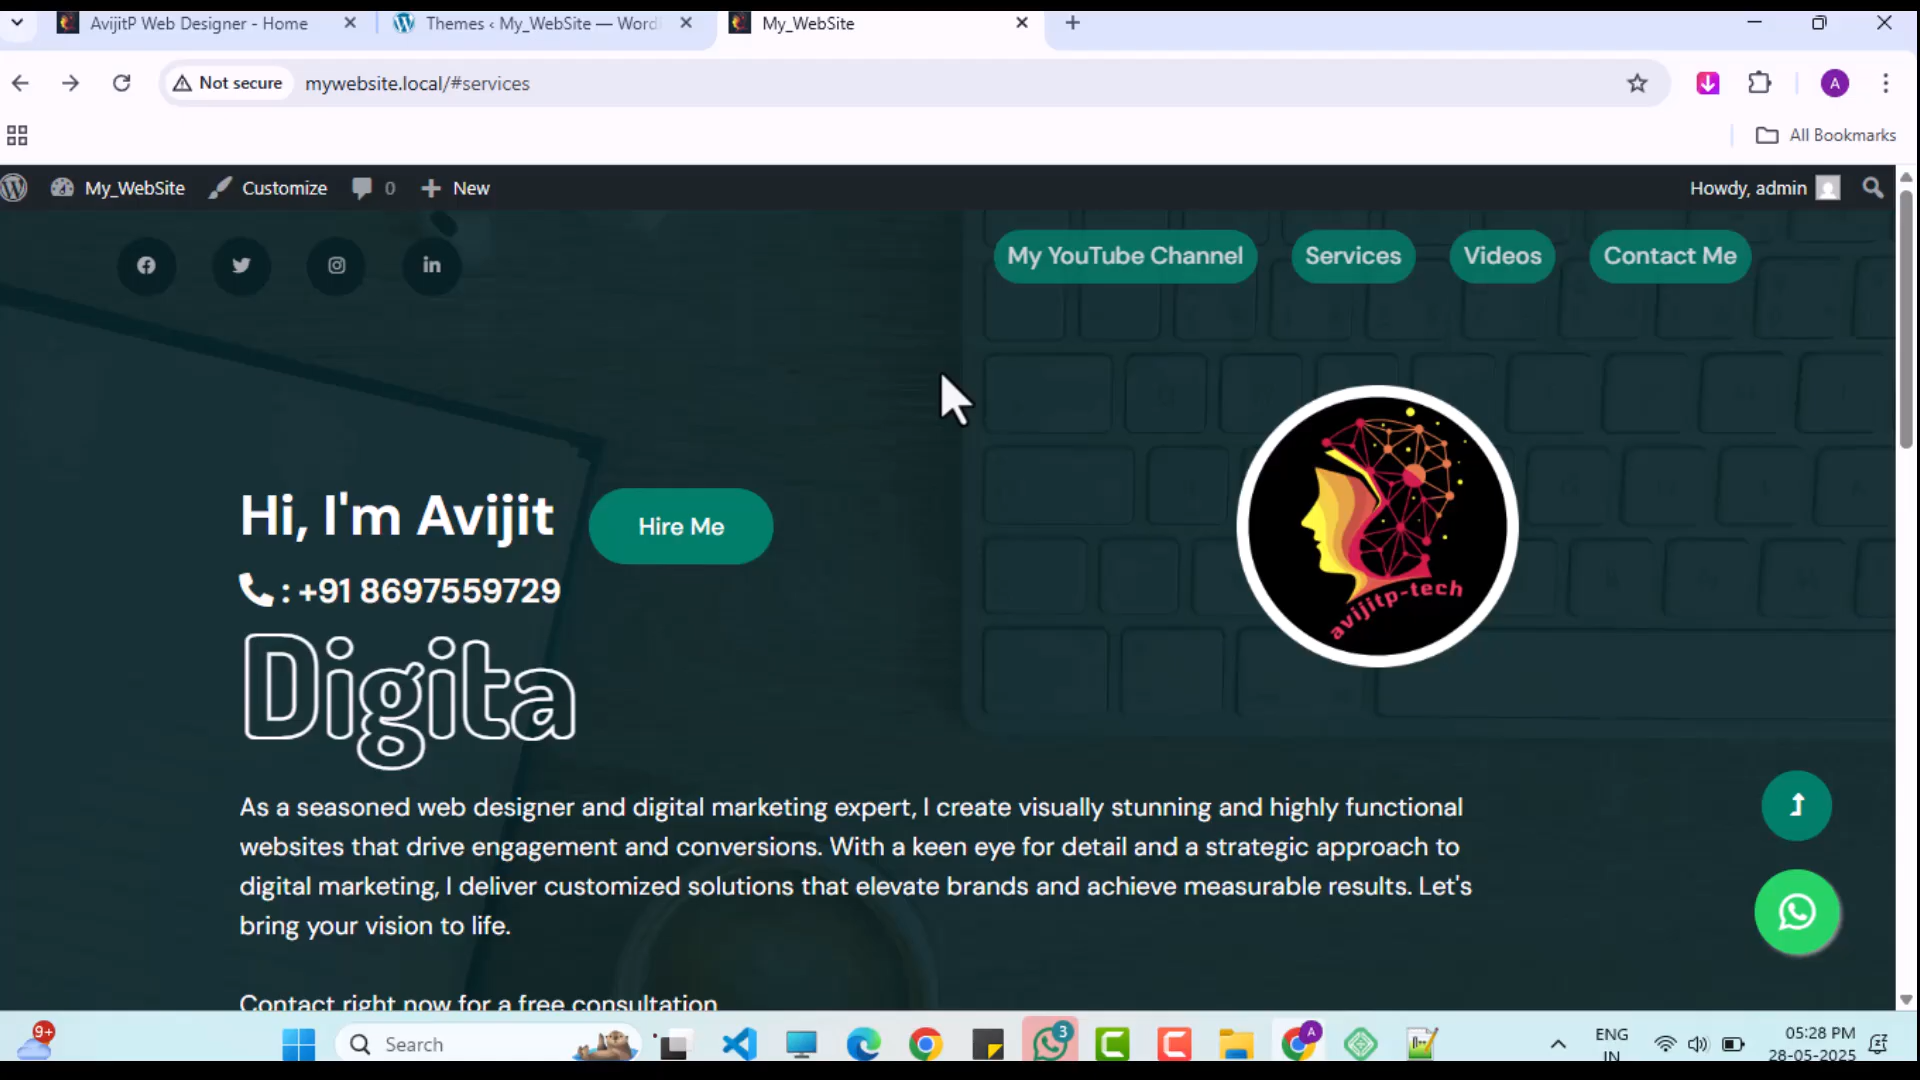 AvijitP Web Designer - Home
Themes ‹ My_WebSite — Word
My_WebSite
Not secure
mywebsite.local/#services
All Bookmarks
My_WebSite
Customize
0
New
Howdy, admin
My YouTube Channel
Services
Videos
Contact Me
Hi, I'm Avijit
Hire Me
: +91 8697559729
Digita
avijitp-tech
As a seasoned web designer and digital marketing expert, I create visually stunning and highly functional
websites that drive engagement and conversions. With a keen eye for detail and a strategic approach to
digital marketing, I deliver customized solutions that elevate brands and achieve measurable results. Let's
bring your vision to life.
Contact right now for a free consultation
9+
Search
3
A
A
ENG
IN
05:28 PM
28-05-2025